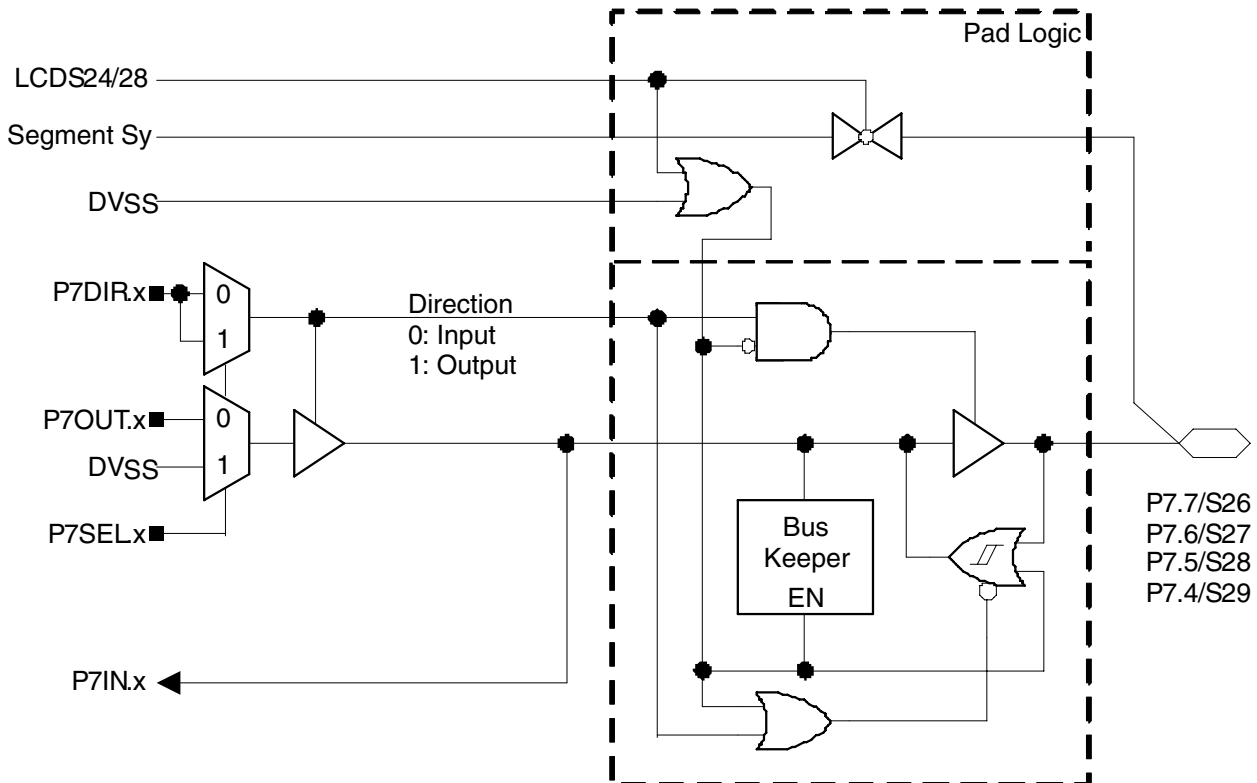 Pad Logic
LCDS24/28
Segment Sy
DVSS
P7DIR.x
0
1
Direction
0: Input
1: Output
P7OUT.x
0
DVSS
1
P7SEL.x
Bus
Keeper
EN
P7.7/S26
P7.6/S27
P7.5/S28
P7.4/S29
P7IN.x